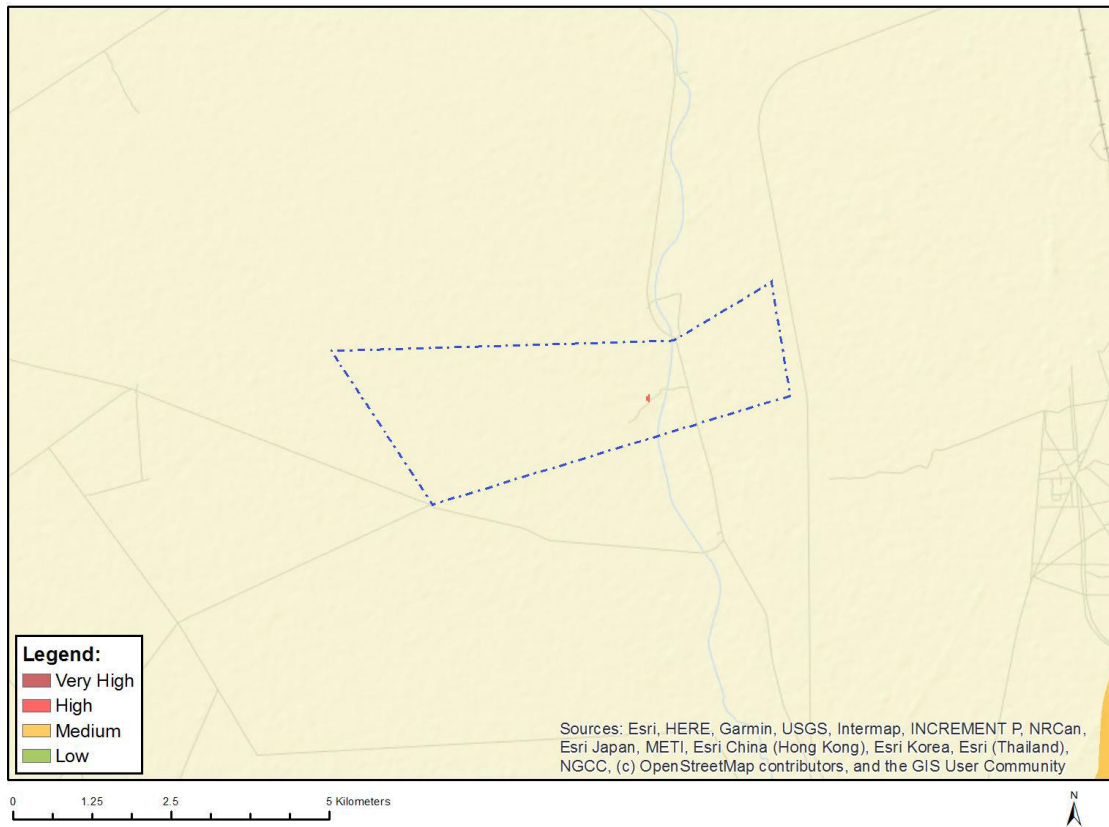 Legend:
Very High
High
Medium
Low
Sources: Esri, HERE, Garmin, USGS, Intermap, INCREMENT P, NRCan,
Esri Japan, METI, Esri China (Hong Kong), Esri Korea, Esri (Thailand),
NGCC, (c) OpenStreetMap contributors, and the GIS User Community
0 1.25 2.5 5 Kilometers
N